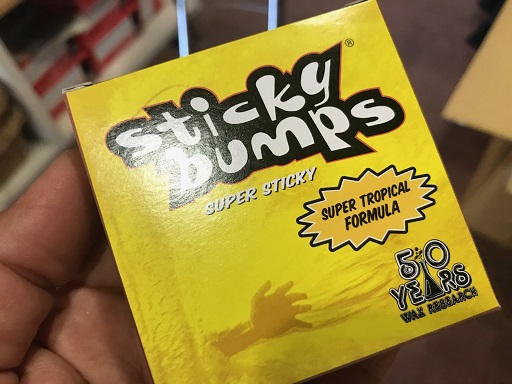 sticky
bumps®
SUPER STICKY
SUPER TROPICAL
FORMULA
50
YEARS
WAX RESEARCH